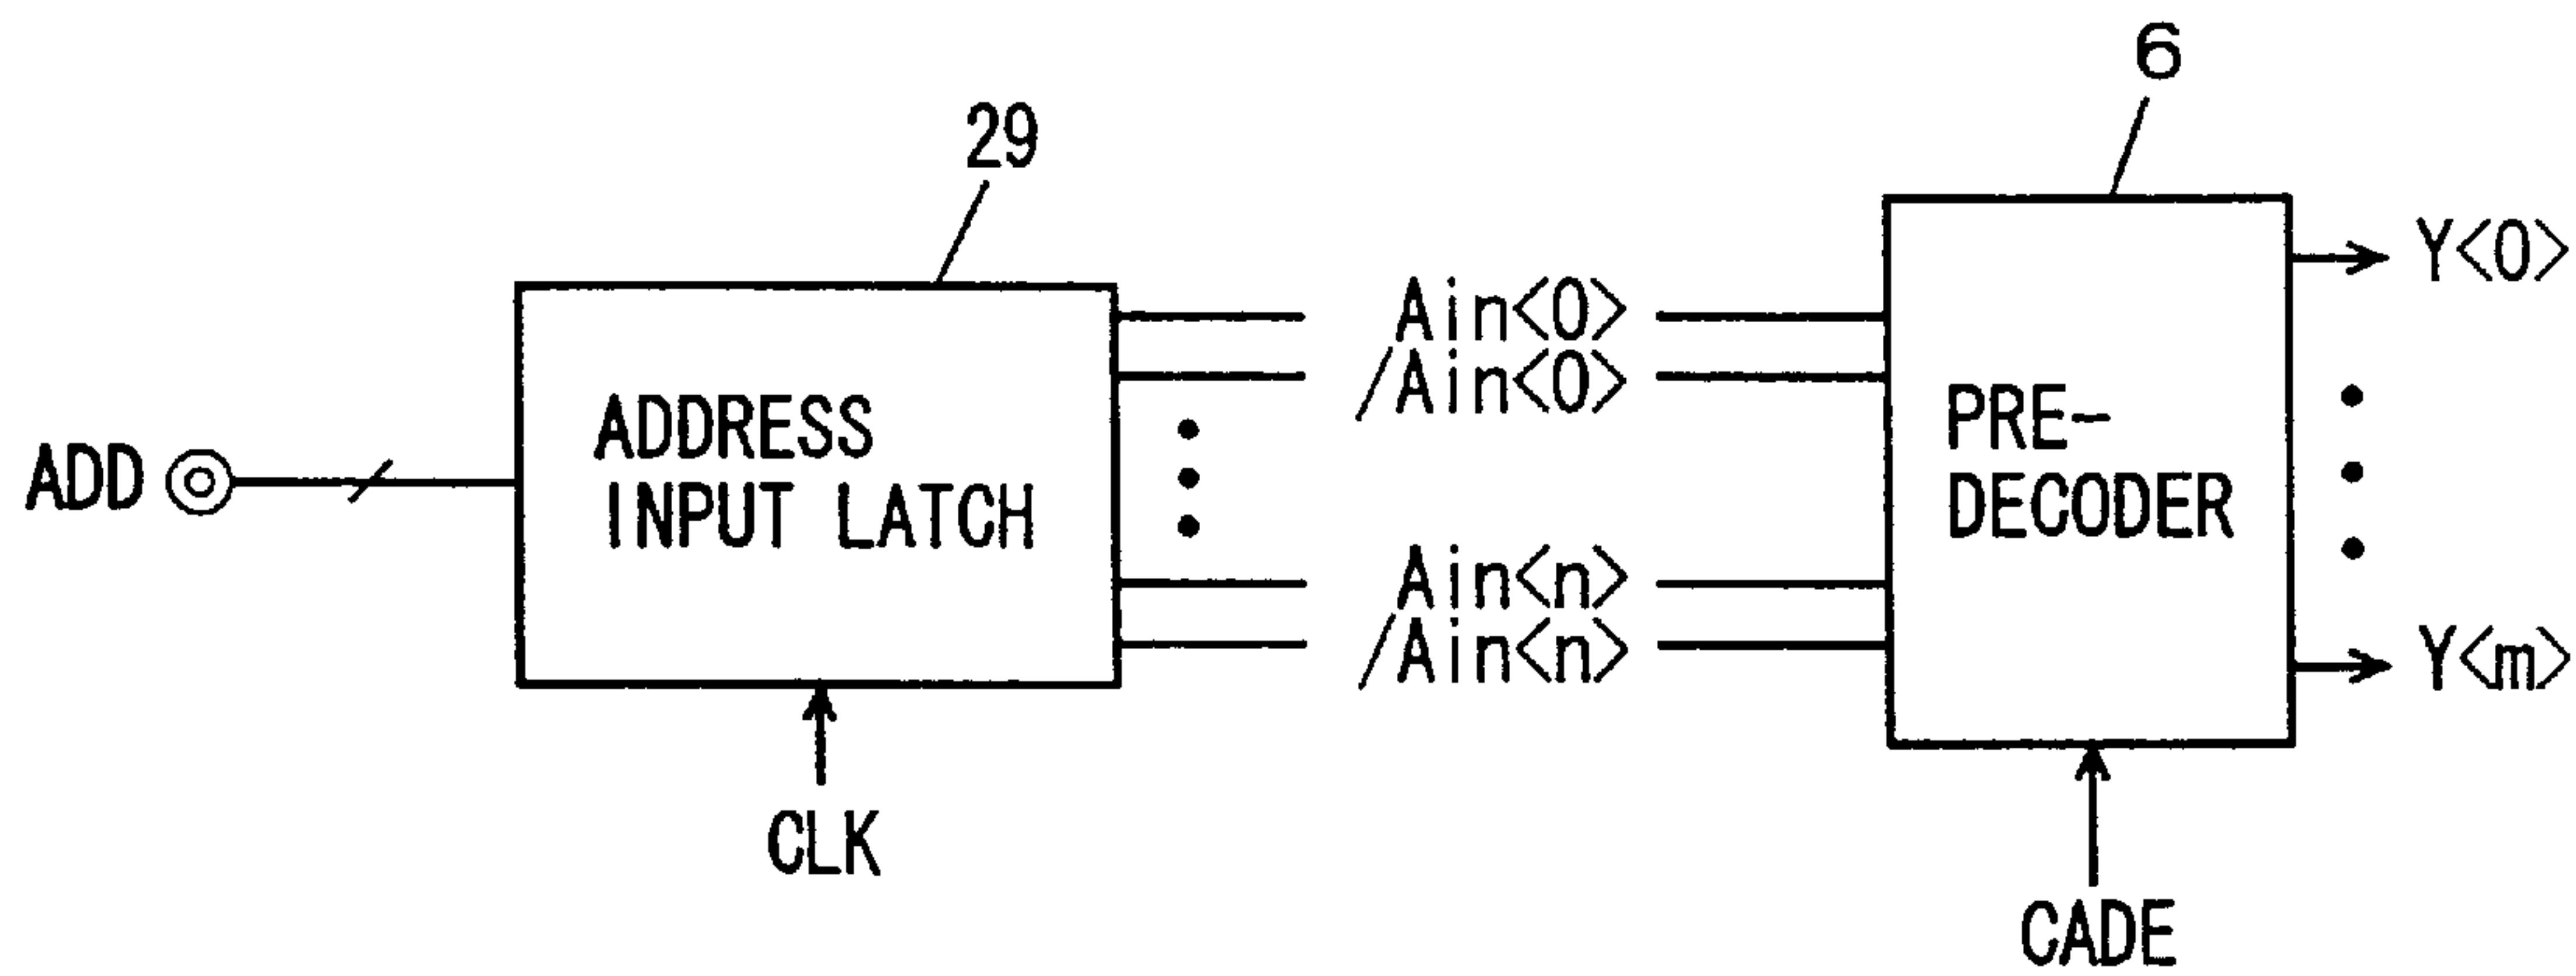 6
29
Y<0>
Ain<0>
/Ain<0>
ADDRESS
INPUT LATCH
PRE-
DECODER
ADD
Ain<n>
/Ain<n>
Y<m>
CLK
CADE